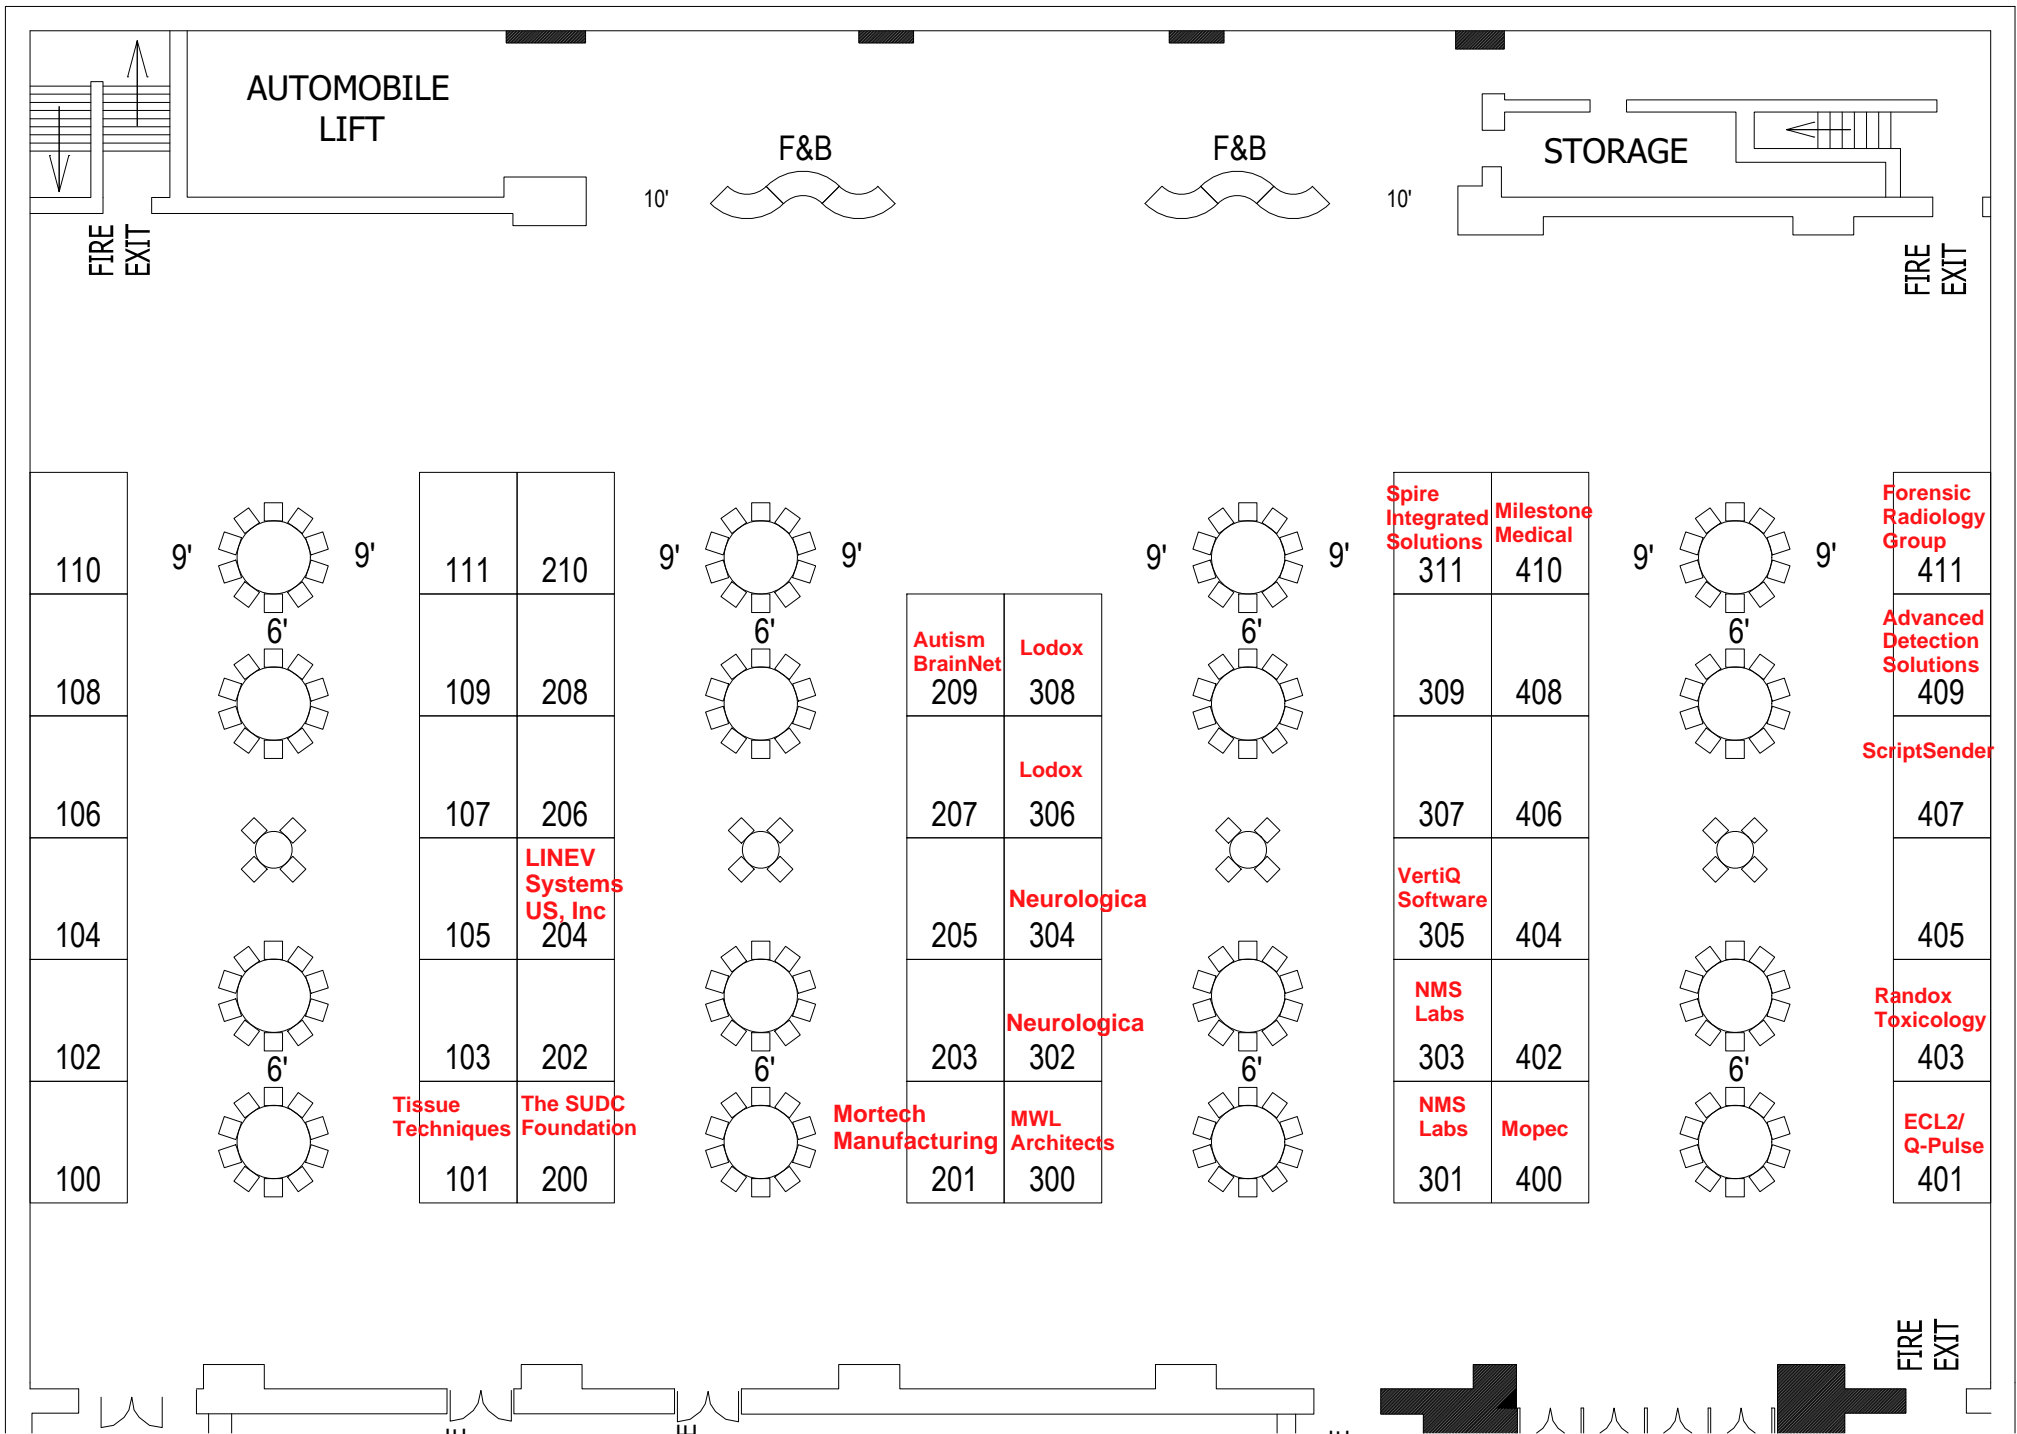 AUTOMOBILE
LIFT
F&B
F&B
STORAGE
10'
10'
FIRE
EXIT
FIRE
EXIT
110
9'
9'
111
210
9'
9'
9'
9'
Spire
Integrated
Solutions
311
Milestone
Medical
410
9'
9'
Forensic
Radiology
Group
411
6'
6'
6'
6'
108
109
208
Autism
BrainNet
209
Lodox
308
309
408
Advanced
Detection
Solutions
409
106
107
206
207
Lodox
306
307
406
ScriptSender
407
104
105
LINEV
Systems
US, Inc
204
205
Neurologica
304
VertiQ
Software
305
404
405
102
103
202
203
Neurologica
302
NMS
Labs
303
402
Randox
Toxicology
403
6'
6'
6'
6'
100
Tissue
Techniques
101
The SUDC
Foundation
200
Mortech
Manufacturing
201
MWL
Architects
300
NMS
Labs
301
Mopec
400
ECL2/
Q-Pulse
401
FIRE
EXIT